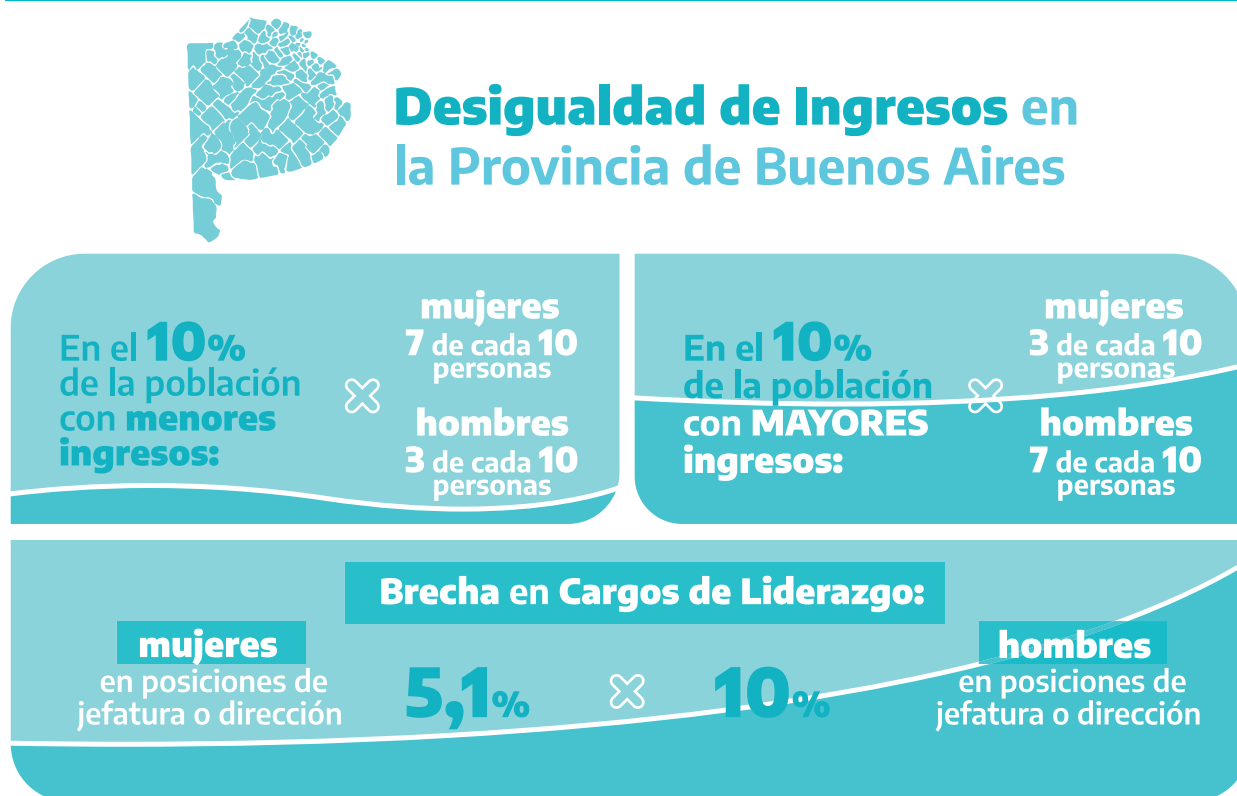 Desigualdad de Ingresos en
la Provincia de Buenos Aires
En el 10%
de la población
con menores
ingresos:
mujeres
7 de cada 10
personas
hombres
3 de cada 10
personas
En el 10%
de la población
con MAYORES
ingresos:
mujeres
3 de cada 10
personas
hombres
7 de cada 10
personas
Brecha en Cargos de Liderazgo:
mujeres
en posiciones de
jefatura o dirección
5,1%
10%
hombres
en posiciones de
jefatura o dirección